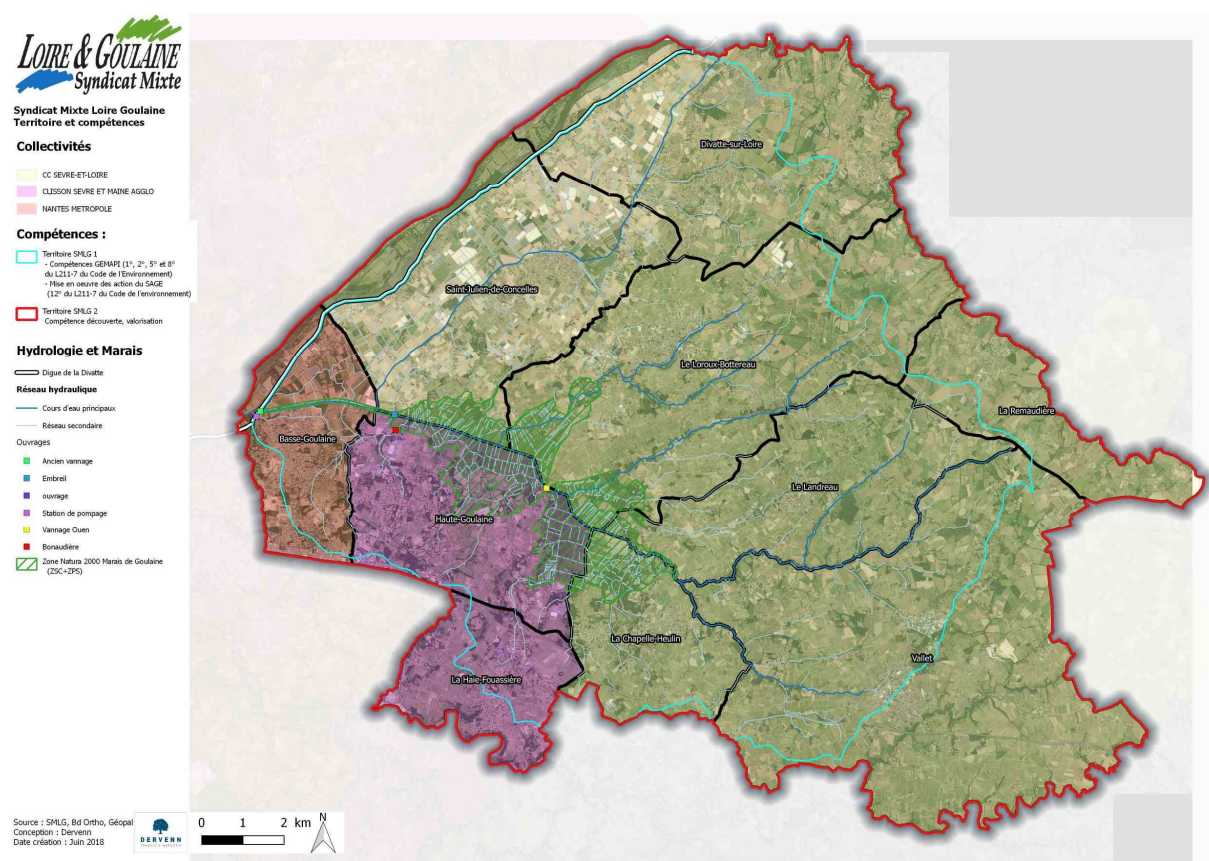 LOIRE & GOULAINE
Syndicat Mixte
Syndicat Mixte Loire Goulaine
Territoire et compétences
Collectivités
CC SEVRE-ET-LOIRE
CLISSON SEVRE ET MAINE AGGLO
NANTES METROPOLE
Compétences :
Territoire SMLG 1
- Compétences GEMAPI (1°, 2°, 5° et 8°
du L211-7 du Code de l'Environnement)
- Mise en oeuvre des action du SAGE
(12° du L211-7 du Code de l'environnement)
Territoire SMLG 2
Compétence découverte, valorisation
Hydrologie et Marais
Digue de la Divatte
Réseau hydraulique
Cours d'eau principaux
Réseau secondaire
Ouvrages
Ancien vannage
Embreil
ouvrage
Station de pompage
Vannage Ouen
Bonaudière
Zone Natura 2000 Marais de Goulaine
(ZSC+ZPS)
Source : SMLG, Bd Ortho, Géopal
Conception : Dervenn
Date création : Juin 2018
DERVENN
0 1 2 km
N
Divatte-sur-Loire
Saint-Julien-de-Concelles
Le Loroux-Bottereau
La Remaudière
Basse-Goulaine
Le Landreau
Haute-Goulaine
La Chapelle-Heulin
Vallet
La Haie-Fouassière